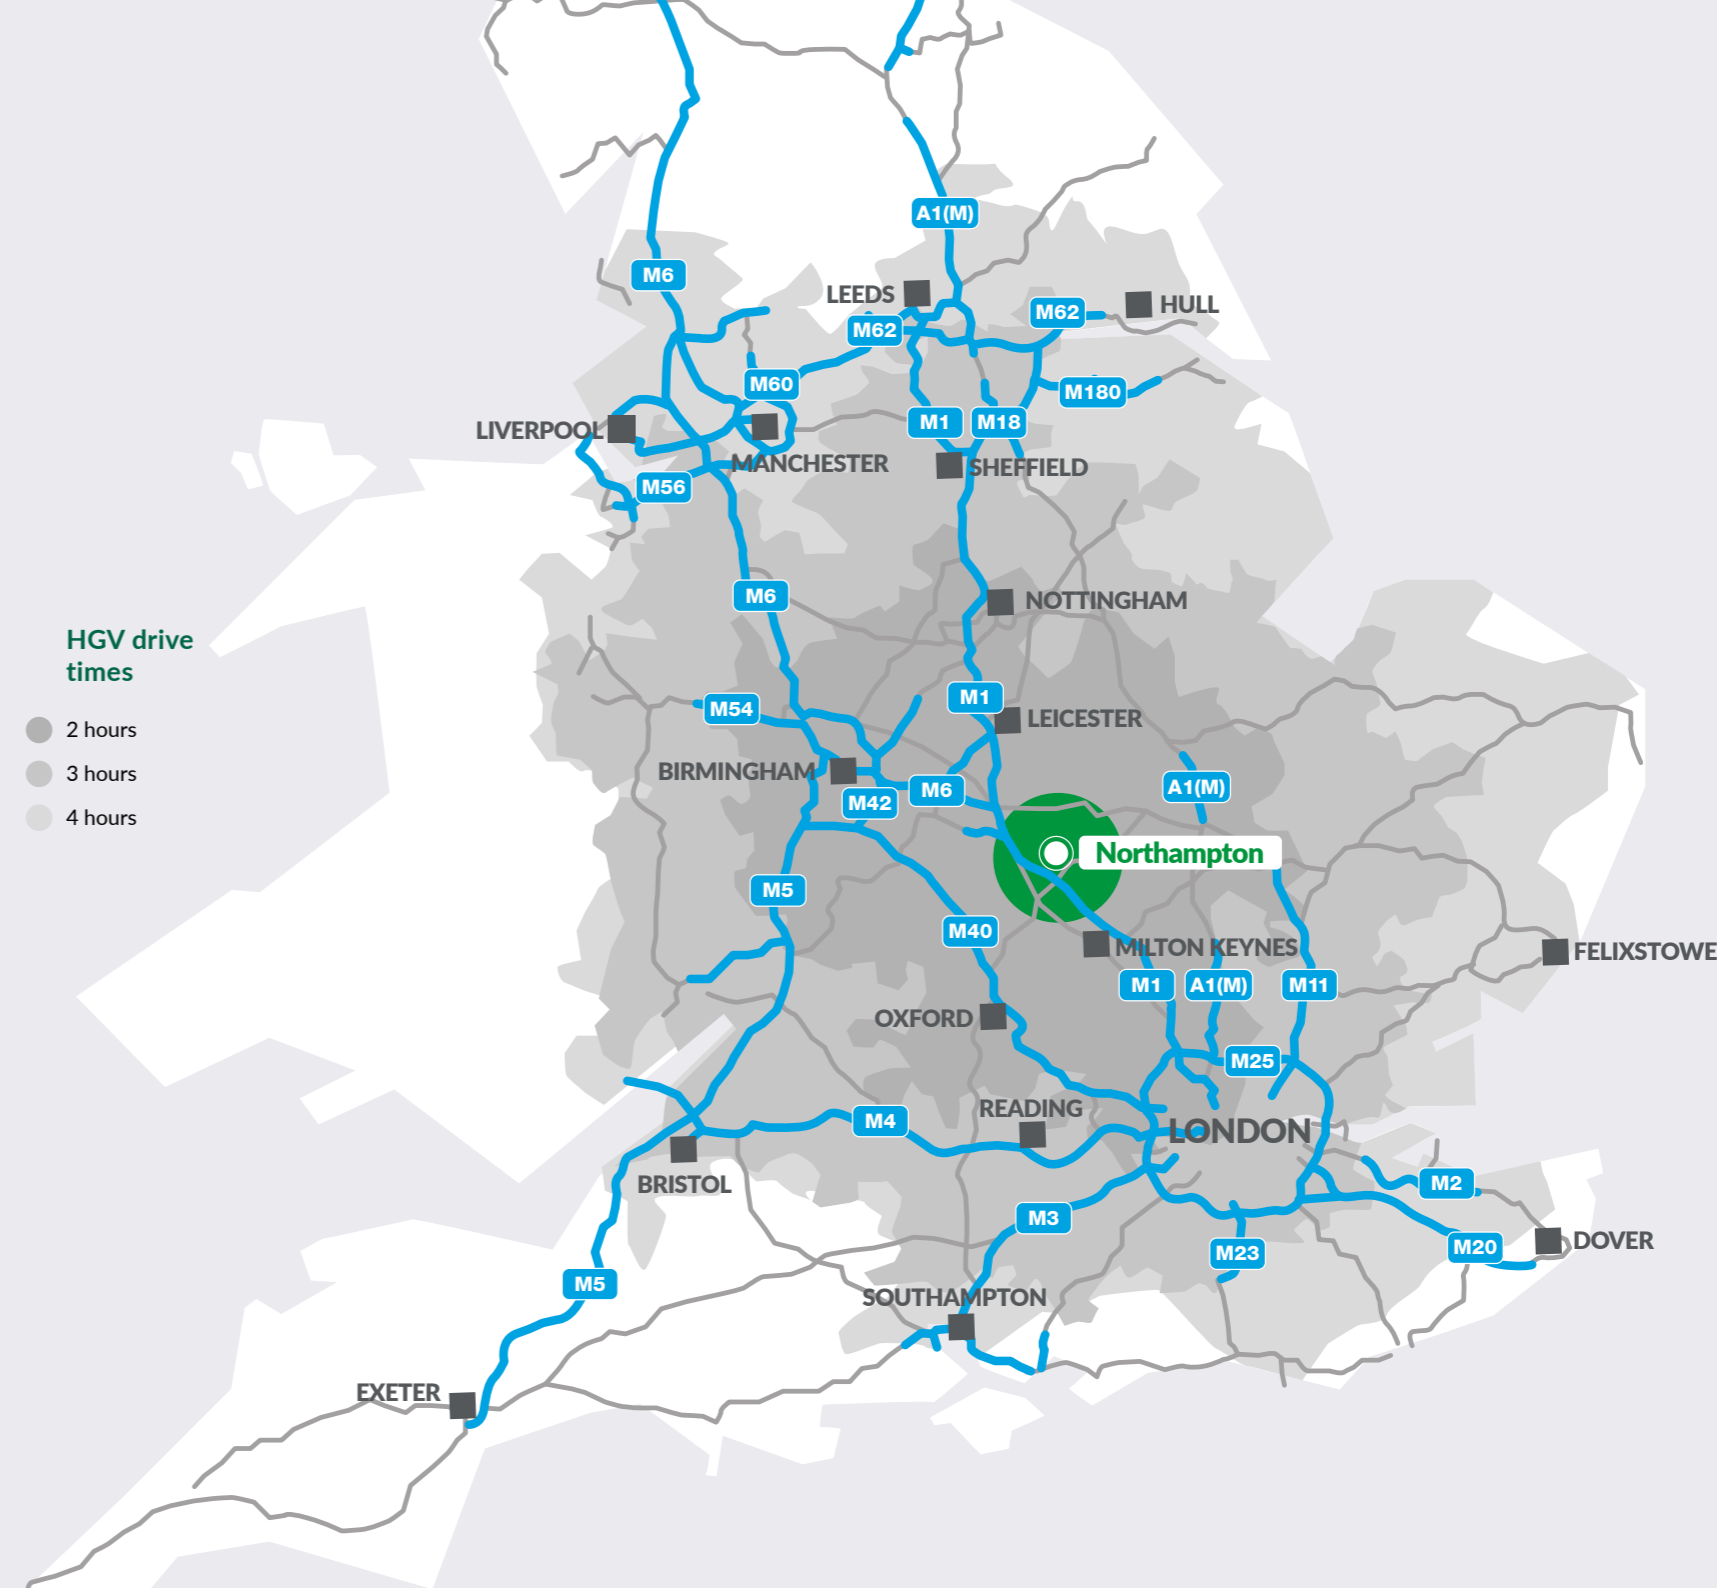 A1(M)
M6
LEEDS
HULL
M62
M62
M60
M180
M1
M18
LIVERPOOL
MANCHESTER
SHEFFIELD
M56
M6
NOTTINGHAM
HGV drive
times
2 hours
3 hours
4 hours
M54
M1
LEICESTER
BIRMINGHAM
M42
M6
A1(M)
Northampton
M5
M40
MILTON KEYNES
FELIXSTOWE
M1
A1(M)
M11
OXFORD
M25
READING
M4
LONDON
BRISTOL
M2
M3
M23
M20
DOVER
M5
SOUTHAMPTON
EXETER